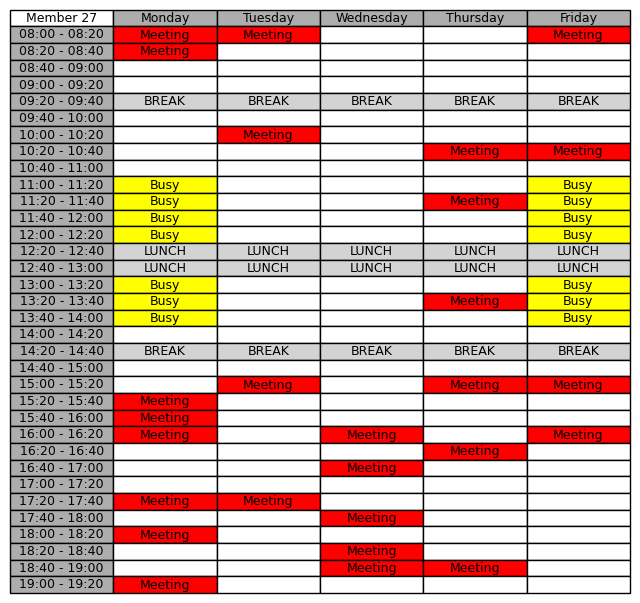 Member 27 Monday Tuesday Wednesday Thursday Friday
08:00 - 08:20 Meeting Meeting Meeting
08:20 - 08:40 Meeting
08:40 - 09:00
09:00 - 09:20
09:20 - 09:40 BREAK BREAK BREAK BREAK BREAK
09:40 - 10:00
10:00 - 10:20 Meeting
10:20 - 10:40 Meeting Meeting
10:40 - 11:00
11:00 - 11:20 Busy Busy
11:20 - 11:40 Busy Meeting Busy
11:40 - 12:00 Busy Busy
12:00 - 12:20 Busy Busy
12:20 - 12:40 LUNCH LUNCH LUNCH LUNCH LUNCH
12:40 - 13:00 LUNCH LUNCH LUNCH LUNCH LUNCH
13:00 - 13:20 Busy Busy
13:20 - 13:40 Busy Meeting Busy
13:40 - 14:00 Busy Busy
14:00 - 14:20
14:20 - 14:40 BREAK BREAK BREAK BREAK BREAK
14:40 - 15:00
15:00 - 15:20 Meeting Meeting Meeting
15:20 - 15:40 Meeting
15:40 - 16:00 Meeting
16:00 - 16:20 Meeting Meeting Meeting
16:20 - 16:40 Meeting
16:40 - 17:00 Meeting
17:00 - 17:20
17:20 - 17:40 Meeting Meeting
17:40 - 18:00 Meeting
18:00 - 18:20 Meeting
18:20 - 18:40 Meeting
18:40 - 19:00 Meeting Meeting
19:00 - 19:20 Meeting